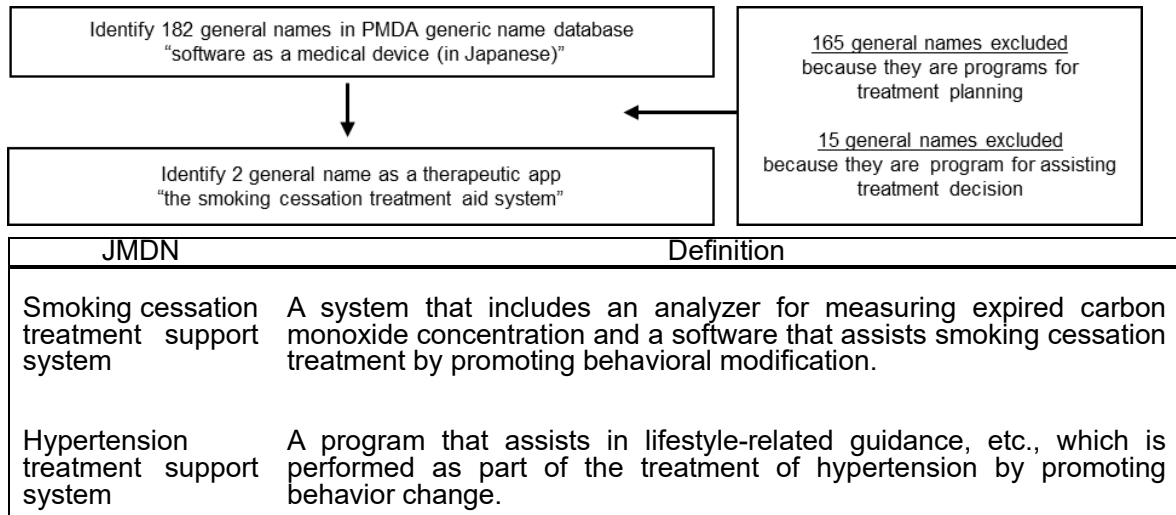 Identify 182 general names in PMDA generic name database
“software as a medical device (in Japanese)”
165 general names excluded
because they are programs for
treatment planning
15 general names excluded
because they are program for assisting
treatment decision
Identify 2 general name as a therapeutic app
“the smoking cessation treatment aid system”
JMDN Definition
Smoking cessation treatment support system
A system that includes an analyzer for measuring expired carbon
monoxide concentration and a software that assists smoking cessation
treatment by promoting behavioral modification.
Hypertension treatment support system
A program that assists in lifestyle-related guidance, etc., which is
performed as part of the treatment of hypertension by promoting
behavior change.